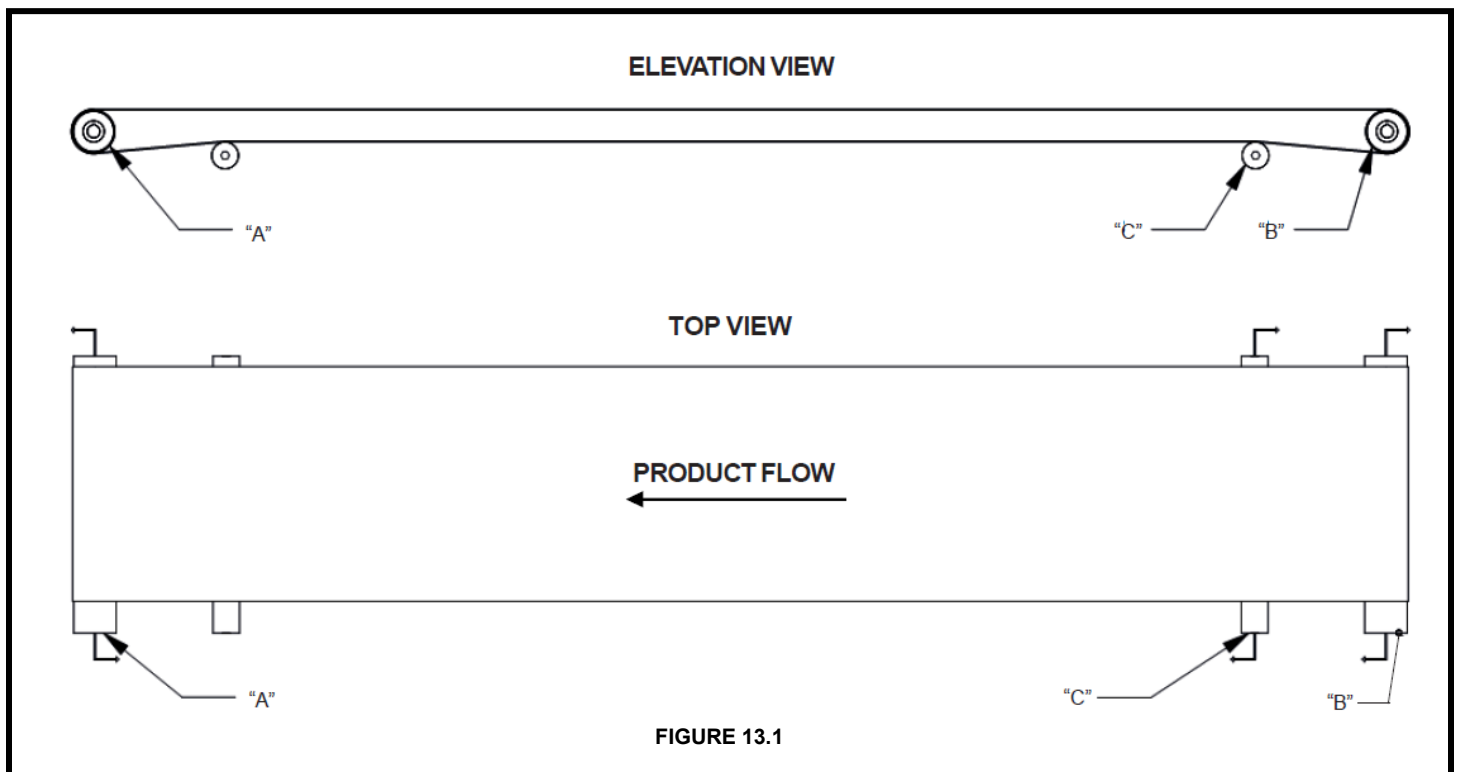 ELEVATION VIEW
“A”
“C”
“B”
TOP VIEW
PRODUCT FLOW
“A”
“C”
“B”
FIGURE 13.1